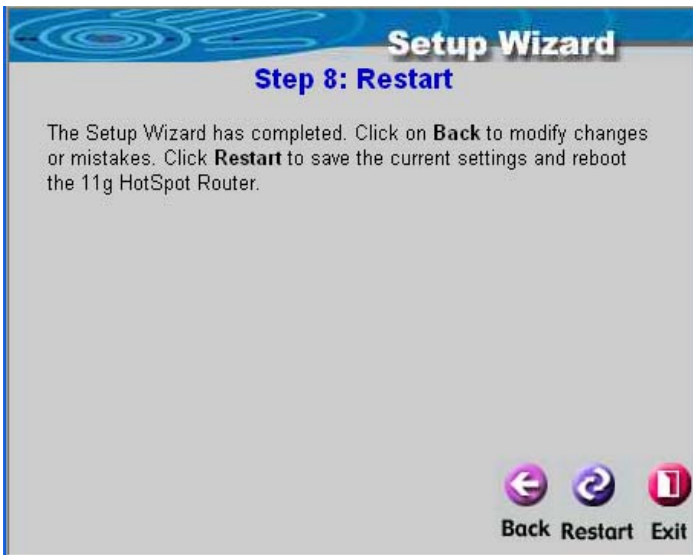 Setup Wizard
Step 8: Restart
The Setup Wizard has completed. Click on Back to modify changes
or mistakes. Click Restart to save the current settings and reboot
the 11g HotSpot Router.
Back Restart Exit